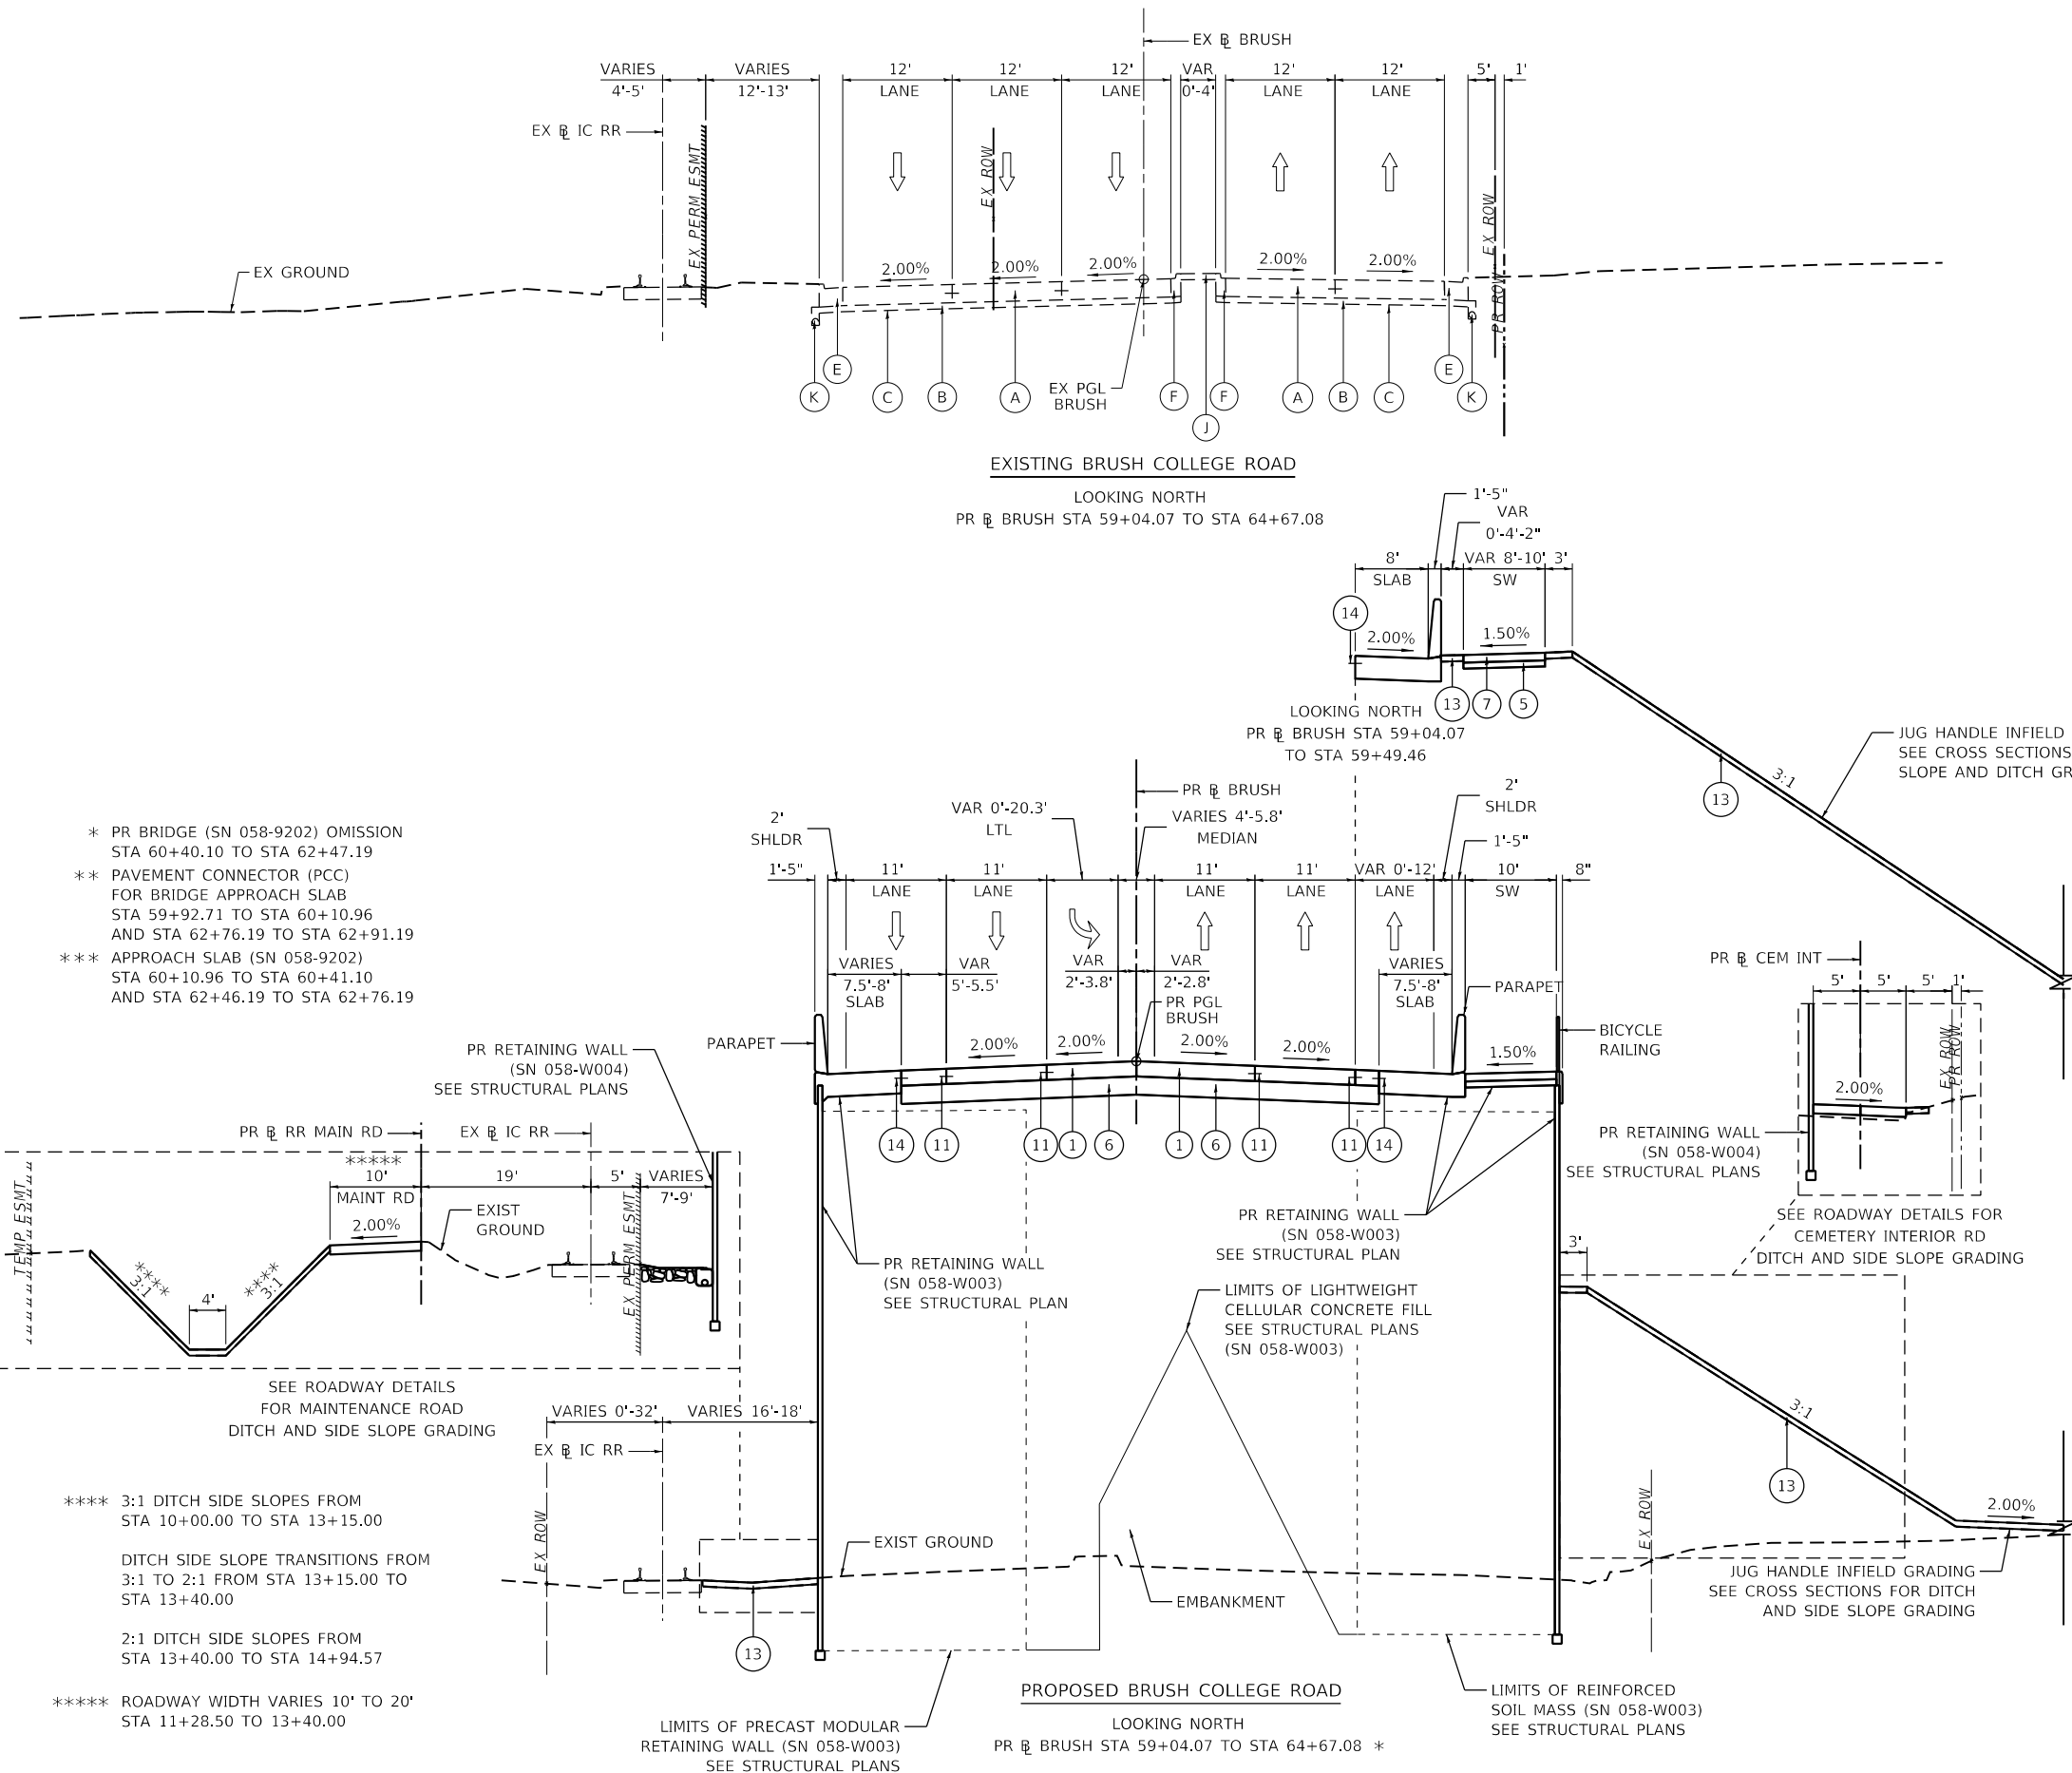 EX ⅊ BRUSH
VARIES
4'-5'
VARIES
12'-13'
12'
LANE
12'
LANE
12'
LANE
VAR
0'-4'
12'
LANE
12'
LANE
5'
1'
EX ⅊ IC RR
EX PERM ESMT
EX ROW
EX ROW
PR ROW
EX GROUND
2.00%
2.00%
2.00%
2.00%
2.00%
K
E
C
B
A
EX PGL
BRUSH
F
J
F
A
B
C
E
K
EXISTING BRUSH COLLEGE ROAD
LOOKING NORTH
PR ⅊ BRUSH STA 59+04.07 TO STA 64+67.08
1'-5"
VAR
0'-4'-2"
8'
SLAB
VAR 8'-10'
SW
3'
14
2.00%
1.50%
13
7
5
LOOKING NORTH
PR ⅊ BRUSH STA 59+04.07
TO STA 59+49.46
3:1
13
JUG HANDLE INFIELD
SEE CROSS SECTIONS
SLOPE AND DITCH GR
* PR BRIDGE (SN 058-9202) OMISSION
STA 60+40.10 TO STA 62+47.19
** PAVEMENT CONNECTOR (PCC)
FOR BRIDGE APPROACH SLAB
STA 59+92.71 TO STA 60+10.96
AND STA 62+76.19 TO STA 62+91.19
*** APPROACH SLAB (SN 058-9202)
STA 60+10.96 TO STA 60+41.10
AND STA 62+46.19 TO STA 62+76.19
PR ⅊ BRUSH
2'
SHLDR
VAR 0'-20.3'
LTL
VARIES 4'-5.8'
MEDIAN
2'
SHLDR
1'-5"
1'-5"
11'
LANE
11'
LANE
11'
LANE
11'
LANE
VAR 0'-12'
LANE
10'
SW
8"
VARIES
7.5'-8'
SLAB
VAR
5'-5.5'
VAR
2'-3.8'
VAR
2'-2.8'
VARIES
7.5'-8'
SLAB
PR PGL
BRUSH
PARAPET
PARAPET
BICYCLE
RAILING
2.00%
2.00%
2.00%
2.00%
1.50%
14
11
11
1
6
1
6
11
11
14
PR ⅊ CEM INT
5'
5'
5'
1'
EX ROW
PR ROW
2.00%
PR RETAINING WALL
(SN 058-W004)
SEE STRUCTURAL PLANS
SEE ROADWAY DETAILS FOR
CEMETERY INTERIOR RD
DITCH AND SIDE SLOPE GRADING
PR RETAINING WALL
(SN 058-W004)
SEE STRUCTURAL PLANS
PR ⅊ RR MAIN RD
EX ⅊ IC RR
*****
10'
MAINT RD
19'
5'
VARIES
7'-9'
TEMP ESMT
2.00%
EXIST
GROUND
EX PERM ESMT
****
3:1
4'
****
3:1
SEE ROADWAY DETAILS
FOR MAINTENANCE ROAD
DITCH AND SIDE SLOPE GRADING
PR RETAINING WALL
(SN 058-W003)
SEE STRUCTURAL PLAN
PR RETAINING WALL
(SN 058-W003)
SEE STRUCTURAL PLAN
LIMITS OF LIGHTWEIGHT
CELLULAR CONCRETE FILL
SEE STRUCTURAL PLANS
(SN 058-W003)
3'
3:1
13
2.00%
VARIES 0'-32'
VARIES 16'-18'
EX ⅊ IC RR
EX ROW
EX ROW
EXIST GROUND
EMBANKMENT
13
JUG HANDLE INFIELD GRADING
SEE CROSS SECTIONS FOR DITCH
AND SIDE SLOPE GRADING
**** 3:1 DITCH SIDE SLOPES FROM
STA 10+00.00 TO STA 13+15.00
DITCH SIDE SLOPE TRANSITIONS FROM
3:1 TO 2:1 FROM STA 13+15.00 TO
STA 13+40.00
2:1 DITCH SIDE SLOPES FROM
STA 13+40.00 TO STA 14+94.57
***** ROADWAY WIDTH VARIES 10' TO 20'
STA 11+28.50 TO 13+40.00
LIMITS OF PRECAST MODULAR
RETAINING WALL (SN 058-W003)
SEE STRUCTURAL PLANS
PROPOSED BRUSH COLLEGE ROAD
LOOKING NORTH
PR ⅊ BRUSH STA 59+04.07 TO STA 64+67.08 *
LIMITS OF REINFORCED
SOIL MASS (SN 058-W003)
SEE STRUCTURAL PLANS